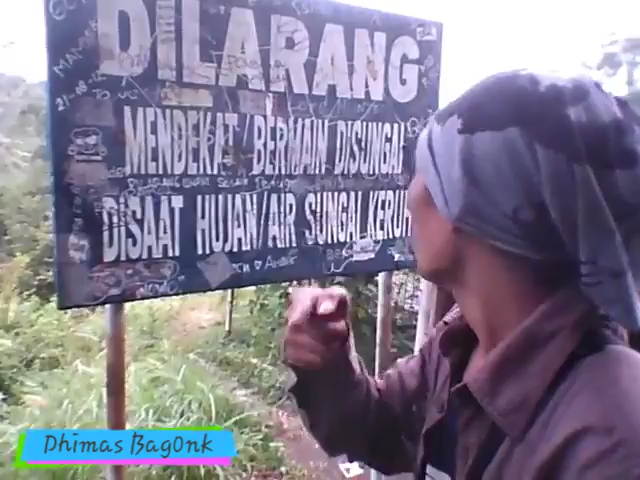 DILARANG
MENDEKAT/BERMAIN DISUNGAI
DISAAT HUJAN/AIR SUNGAI KERUH
Dhimas Bag0nk